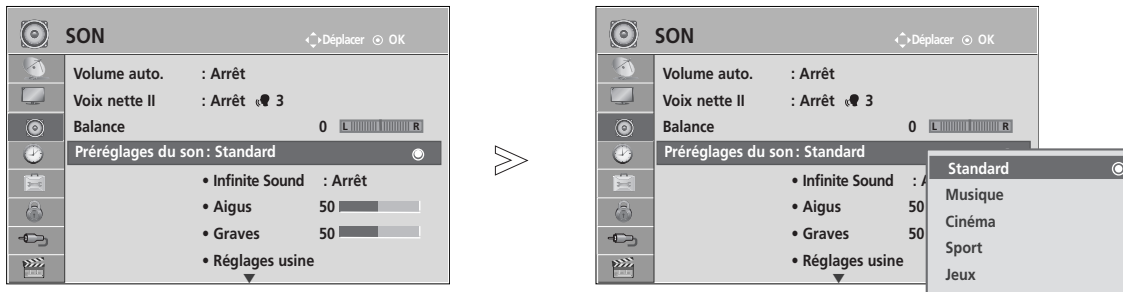 SON
Déplacer OK
Volume auto. : Arrêt
Voix nette II : Arrêt 3
Balance 0 L R
Préréglages du son : Standard
• Infinite Sound : Arrêt
• Aigus 50
• Graves 50
• Réglages usine
SON
Déplacer OK
Volume auto. : Arrêt
Voix nette II : Arrêt 3
Balance 0 L R
Préréglages du son : Standard
• Infinite Sound :
• Aigus 50
• Graves 50
• Réglages usine
Standard
Musique
Cinéma
Sport
Jeux